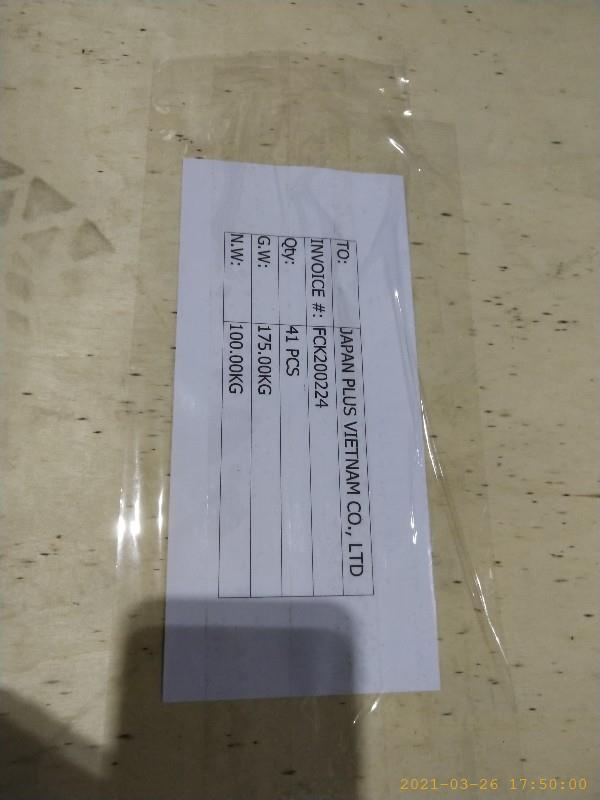 TO: JAPAN PLUS VIETNAM CO., LTD
INVOICE #: FCK200224
Qty: 41 PCS
G.W: 175.00KG
N.W: 100.00KG
2021-03-26 17:50:00